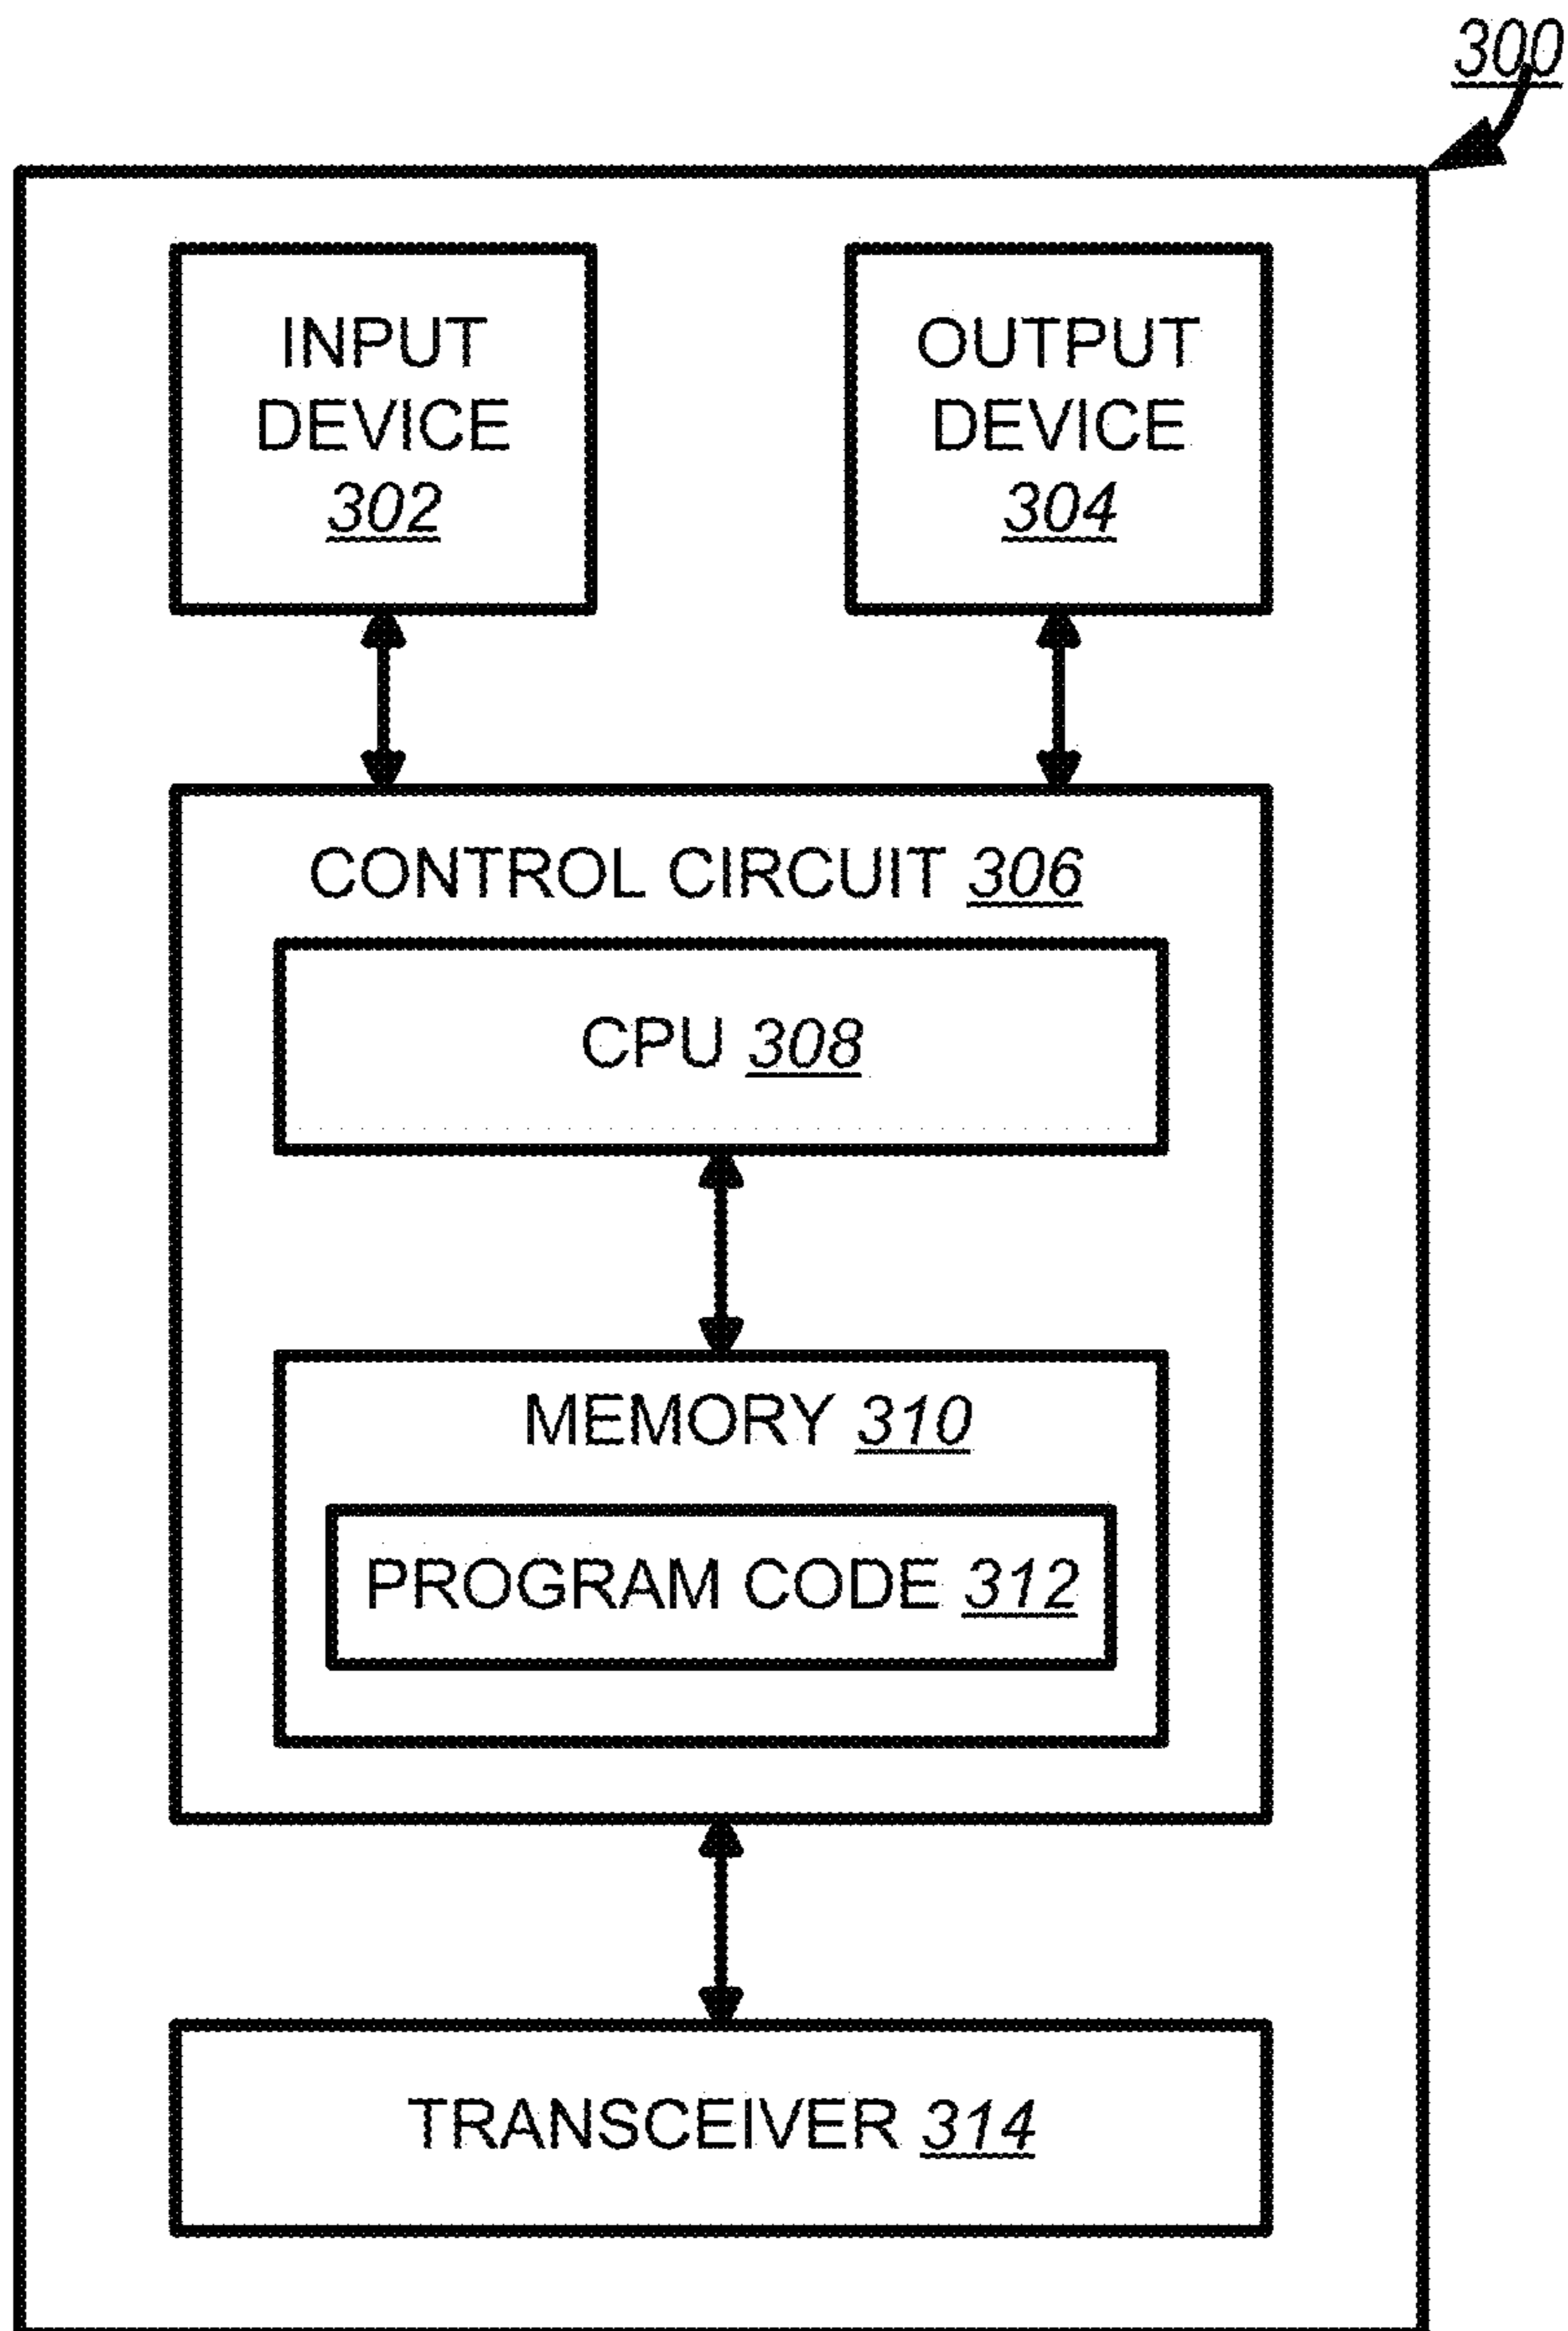 300
INPUT
DEVICE
302
OUTPUT
DEVICE
304
CONTROL CIRCUIT 306
CPU 308
MEMORY 310
PROGRAM CODE 312
TRANSCEIVER 314